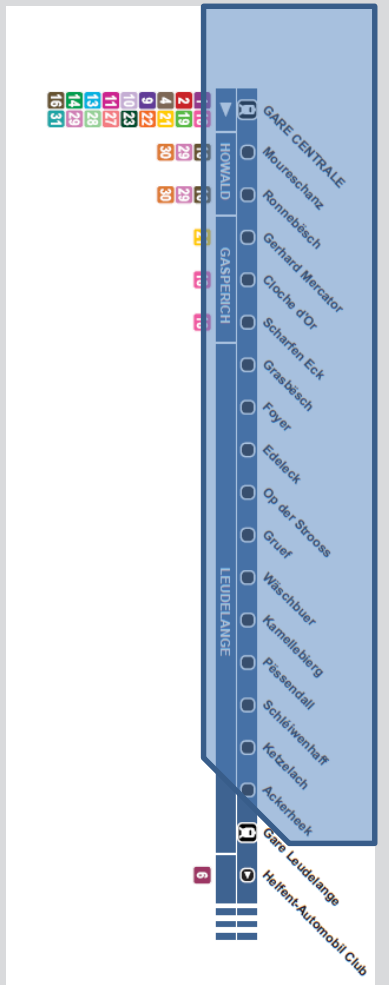 GARE CENTRALE
Moureschanz
Ronnebësch
Gerhard Mercator
Cloche d'Or
Scharfen Eck
Grasbësch
Foyer
Edeleck
Op der Strooss
Gruef
Wäschbuer
Kamellebierg
Pëssendall
Schléiwenhaff
Ketzelach
Ackerheek
Gare Leudelange
Helfent-Automobil Club
HOWALD
GASPERICH
LEUDELANGE
2 19
4 21
9 22
10 23
11 27
13 28
14 29
16 31
29
30
29
30
6